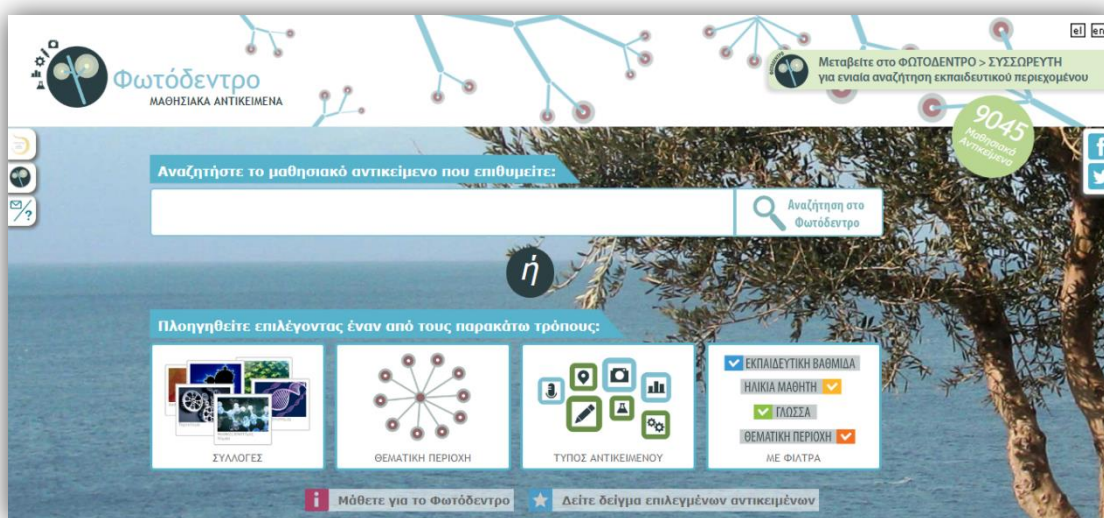 el en
Φωτόδεντρο
ΜΑΘΗΣΙΑΚΑ ΑΝΤΙΚΕΙΜΕΝΑ
Μεταβείτε στο ΦΩΤΟΔΕΝΤΡΟ > ΣΥΣΣΩΡΕΥΤΗ
για ενιαία αναζήτηση εκπαιδευτικού περιεχομένου
9045
Μαθησιακά
Αντικείμενα
Αναζητήστε το μαθησιακό αντικείμενο που επιθυμείτε:
Αναζήτηση στο
Φωτόδεντρο
ή
Πλοηγηθείτε επιλέγοντας έναν από τους παρακάτω τρόπους:
ΣΥΛΛΟΓΕΣ
ΘΕΜΑΤΙΚΗ ΠΕΡΙΟΧΗ
ΤΥΠΟΣ ΑΝΤΙΚΕΙΜΕΝΟΥ
ΕΚΠΑΙΔΕΥΤΙΚΗ ΒΑΘΜΙΔΑ
ΗΛΙΚΙΑ ΜΑΘΗΤΗ
ΓΛΩΣΣΑ
ΘΕΜΑΤΙΚΗ ΠΕΡΙΟΧΗ
ΜΕ ΦΙΛΤΡΑ
Μάθετε για το Φωτόδεντρο
Δείτε δείγμα επιλεγμένων αντικειμένων